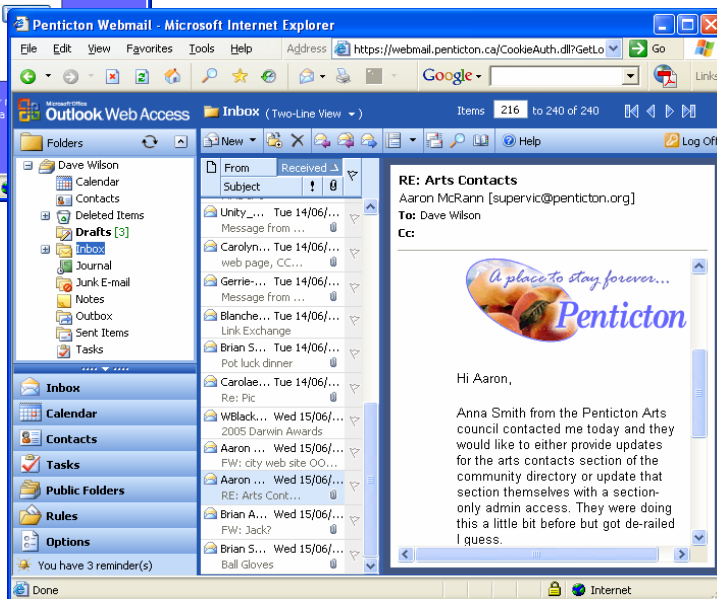 Penticton Webmail - Microsoft Internet Explorer
File Edit View Favorites Tools Help Address https://webmail.penticton.ca/CookieAuth.dll?GetLo Go
Google Links
Microsoft Office
Outlook Web Access Inbox (Two-Line View) Items 216 to 240 of 240
Folders New Help Log Off
Dave Wilson
Calendar
Contacts
Deleted Items
Drafts [3]
Inbox
Journal
Junk E-mail
Notes
Outbox
Sent Items
Tasks
Inbox
Calendar
Contacts
Tasks
Public Folders
Rules
Options
You have 3 reminder(s)
From Received
Subject !
Unity_... Tue 14/06/...
Message from ...
Carolyn... Tue 14/06/...
web page, CC...
Gerrie-... Tue 14/06/...
Message from ...
Blanche... Tue 14/06/...
Link Exchange
Brian S... Tue 14/06/...
Pot luck dinner
Carolae... Tue 14/06/...
Re: Pic
WBlack... Wed 15/06/...
2005 Darwin Awards
Aaron ... Wed 15/06/...
FW: city web site OO...
Aaron ... Wed 15/06/...
RE: Arts Cont...
Brian A... Wed 15/06/...
FW: Jack?
Brian S... Wed 15/06/...
Ball Gloves
RE: Arts Contacts
Aaron McRann [supervic@penticton.org]
To: Dave Wilson
Cc:
A place to stay forever...
Penticton
Hi Aaron,
Anna Smith from the Penticton Arts
council contacted me today and they
would like to either provide updates
for the arts contacts section of the
community directory or update that
section themselves with a section-
only admin access. They were doing
this a little bit before but got de-railed
I guess.
Done Internet